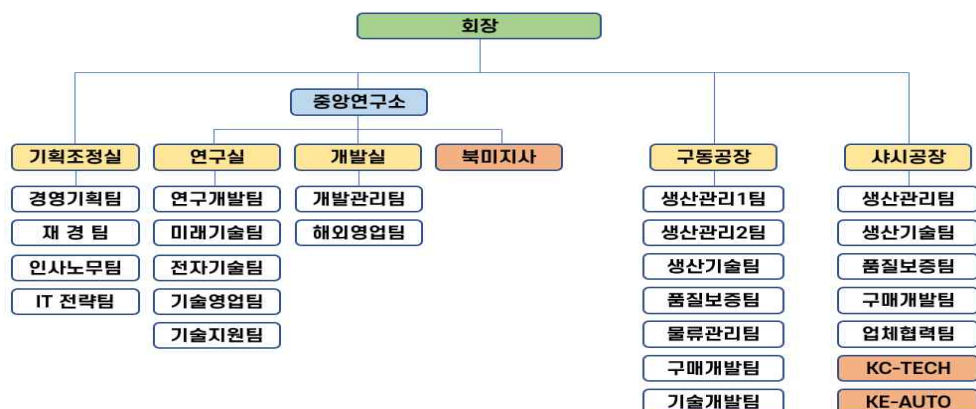 회장
중앙연구소
기획조정실
연구실
개발실
북미지사
구동공장
샤시공장
경영기획팀
연구개발팀
개발관리팀
생산관리1팀
생산관리팀
재 경 팀
미래기술팀
해외영업팀
생산관리2팀
생산기술팀
인사노무팀
전자기술팀
생산기술팀
품질보증팀
IT 전략팀
기술영업팀
품질보증팀
구매개발팀
기술지원팀
물류관리팀
업체협력팀
구매개발팀
KC-TECH
기술개발팀
KE-AUTO